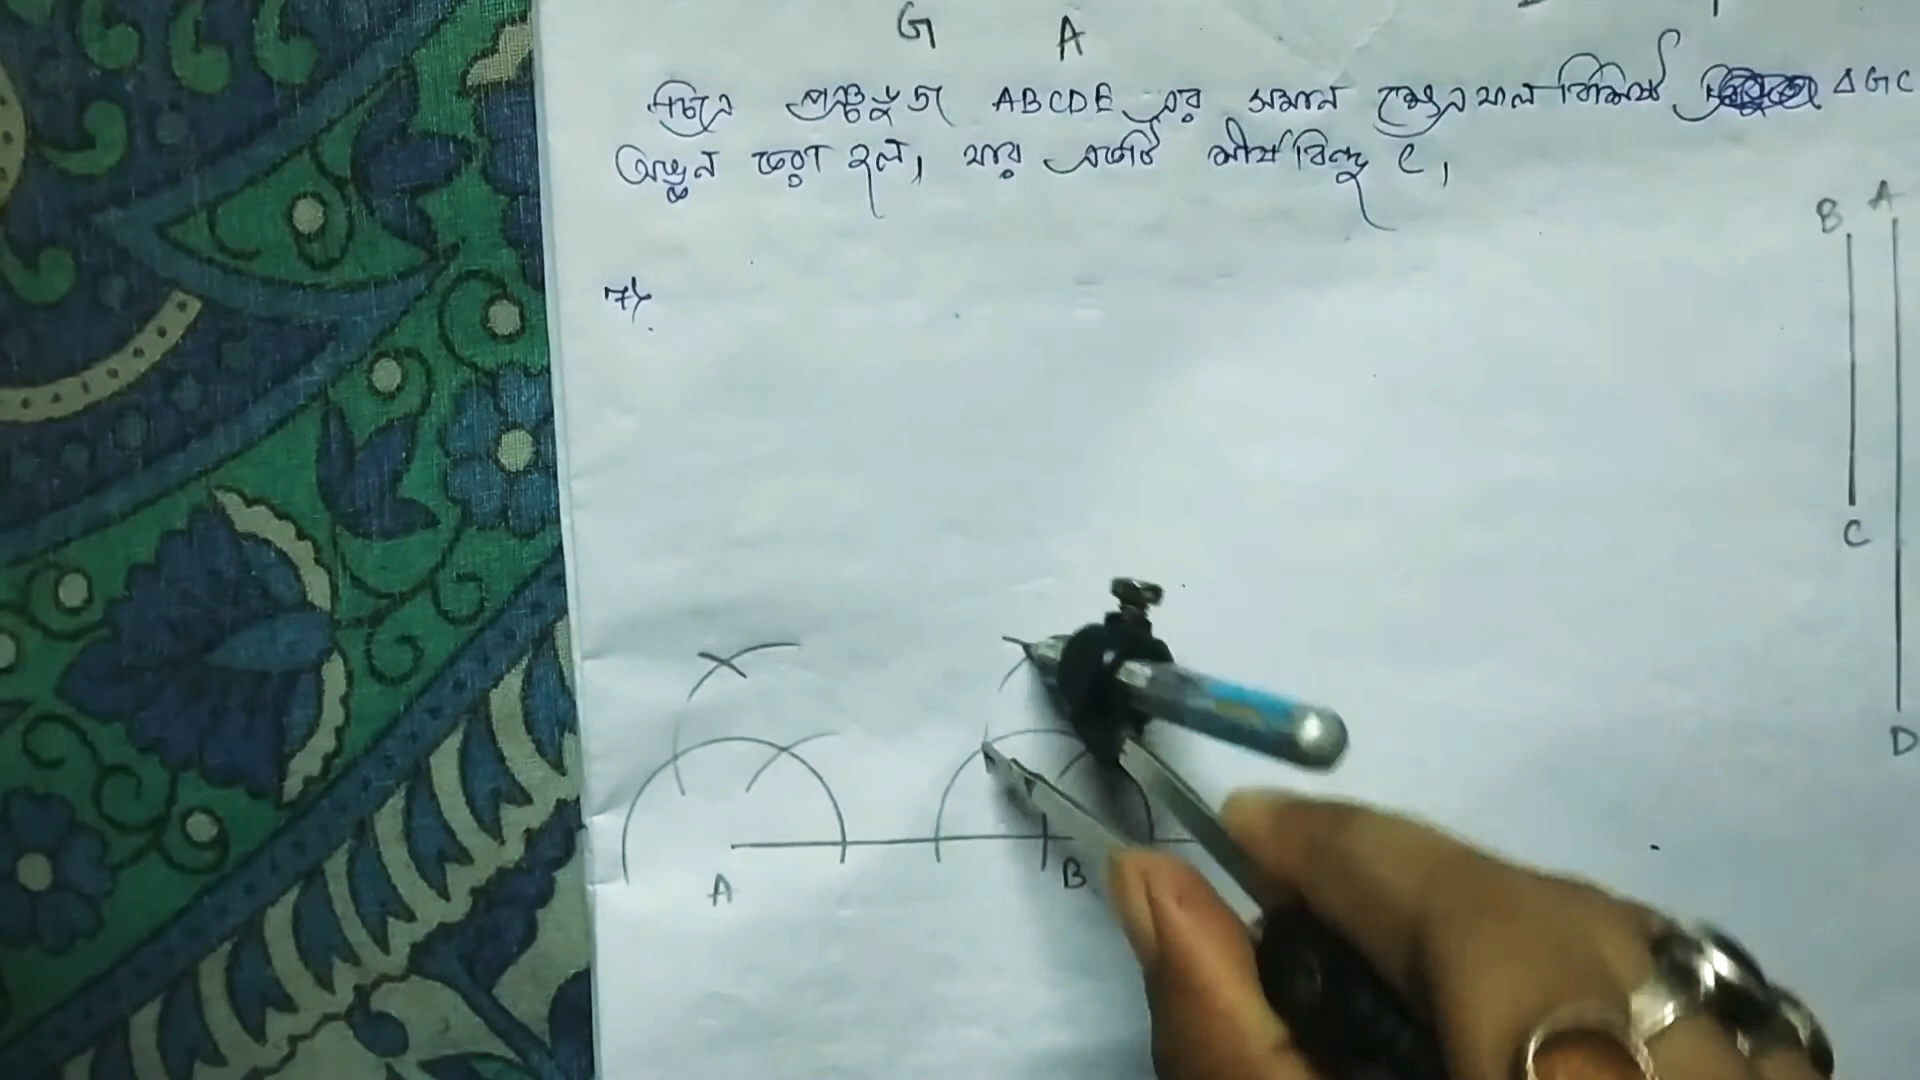 G A
চিত্রে পঞ্চভুজ ABCDE এর সমান ক্ষেত্রফল বিশিষ্ট ΔGC
অঙ্কন করা হল, যার একটি শীর্ষবিন্দু C,
7).
B A
C
D
A B